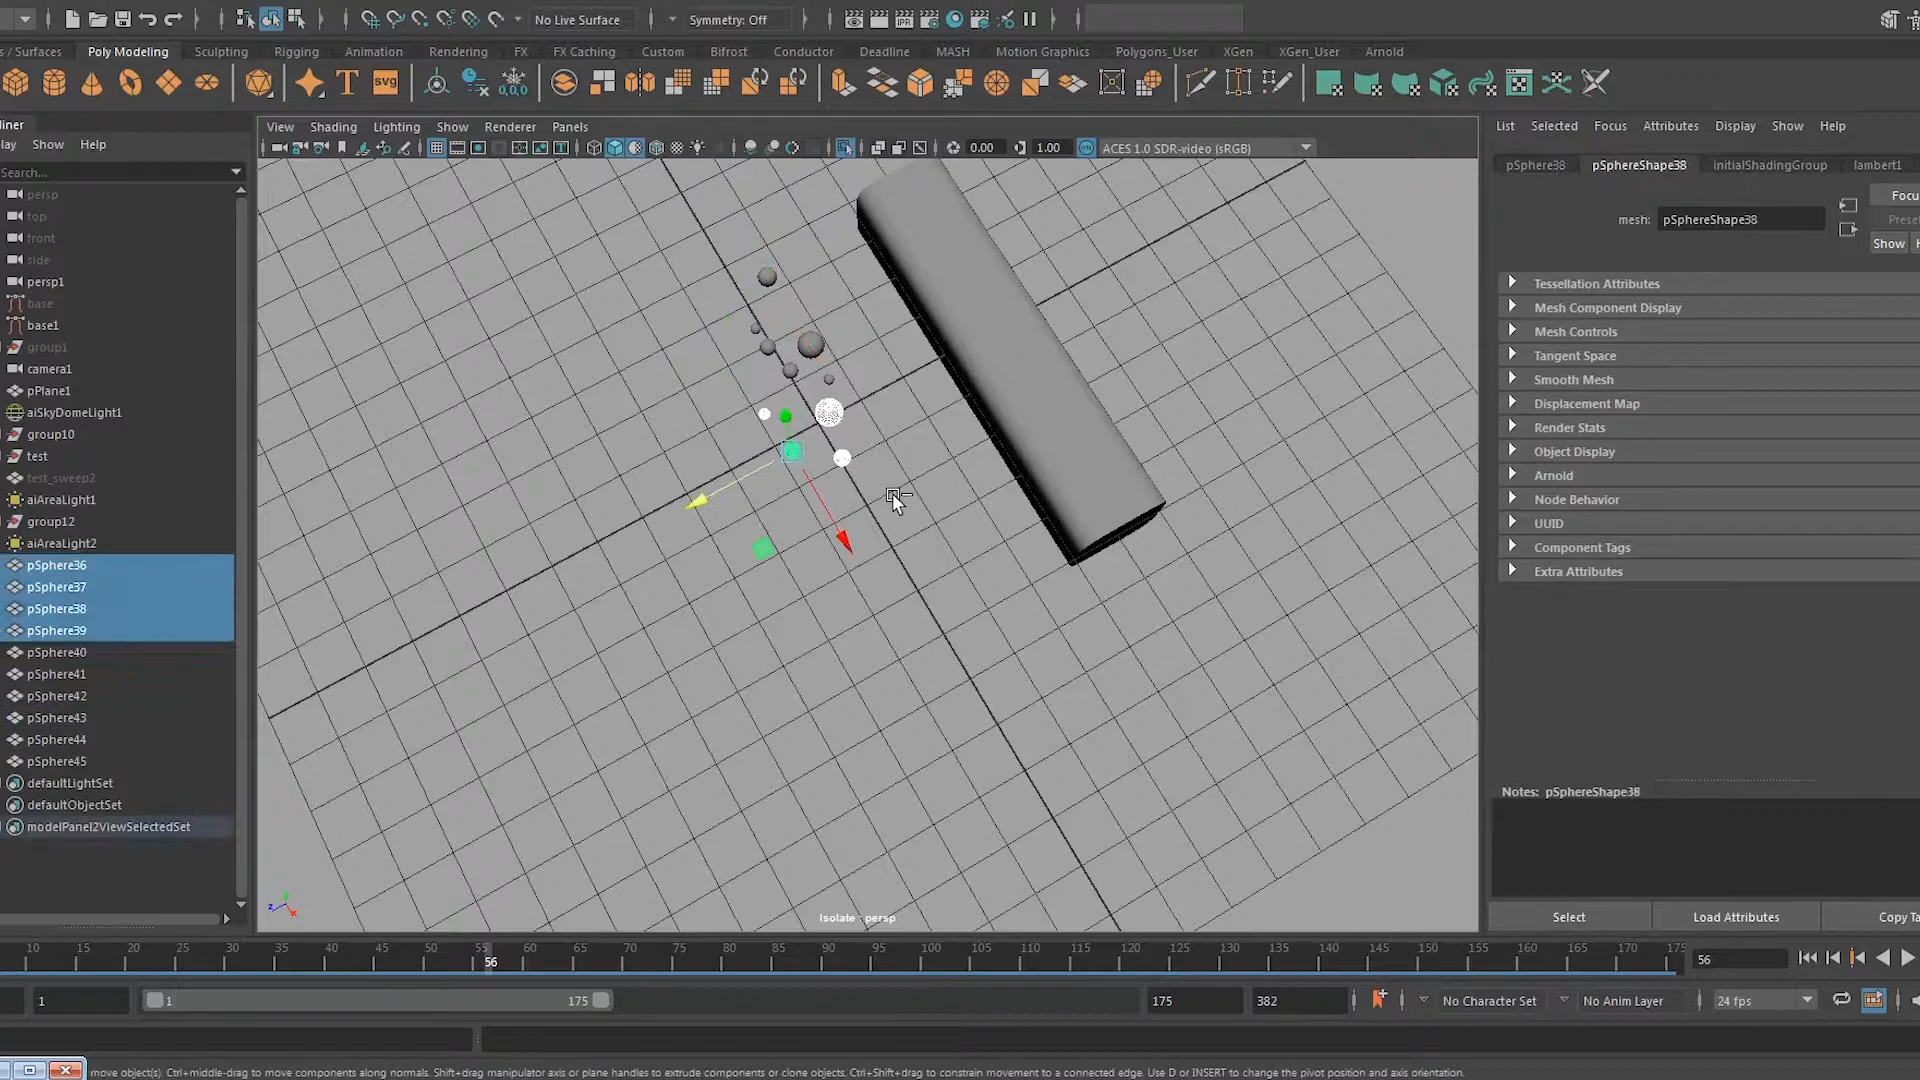 No Live Surface
Symmetry: Off
s / Surfaces
Poly Modeling
Sculpting
Rigging
Animation
Rendering
FX
FX Caching
Custom
Bifrost
Conductor
Deadline
MASH
Motion Graphics
Polygons_User
XGen
XGen_User
Arnold
T
svg
0,0,0
IPR
liner
lay
Show
Help
Search...
persp
top
front
side
persp1
base
base1
group1
camera1
pPlane1
aiSkyDomeLight1
group10
test
test_sweep2
aiAreaLight1
group12
aiAreaLight2
pSphere36
pSphere37
pSphere38
pSphere39
pSphere40
pSphere41
pSphere42
pSphere43
pSphere44
pSphere45
defaultLightSet
defaultObjectSet
modelPanel2ViewSelectedSet
View
Shading
Lighting
Show
Renderer
Panels
0.00
1.00
ACES 1.0 SDR-video (sRGB)
Isolate : persp
List
Selected
Focus
Attributes
Display
Show
Help
pSphere38
pSphereShape38
initialShadingGroup
lambert1
mesh:
pSphereShape38
Focu
Prese
Show
Tessellation Attributes
Mesh Component Display
Mesh Controls
Tangent Space
Smooth Mesh
Displacement Map
Render Stats
Object Display
Arnold
Node Behavior
UUID
Component Tags
Extra Attributes
Notes: pSphereShape38
Select
Load Attributes
Copy Ta
10 15 20 25 30 35 40 45 50 55 60 65 70 75 80 85 90 95 100 105 110 115 120 125 130 135 140 145 150 155 160 165 170 175
56
56
1
1
175
175
382
No Character Set
No Anim Layer
24 fps
move object(s). Ctrl+middle-drag to move components along normals. Shift+drag manipulator axis or plane handles to extrude components or clone objects. Ctrl+Shift+drag to constrain movement to a connected edge. Use D or INSERT to change the pivot position and axis orientation.